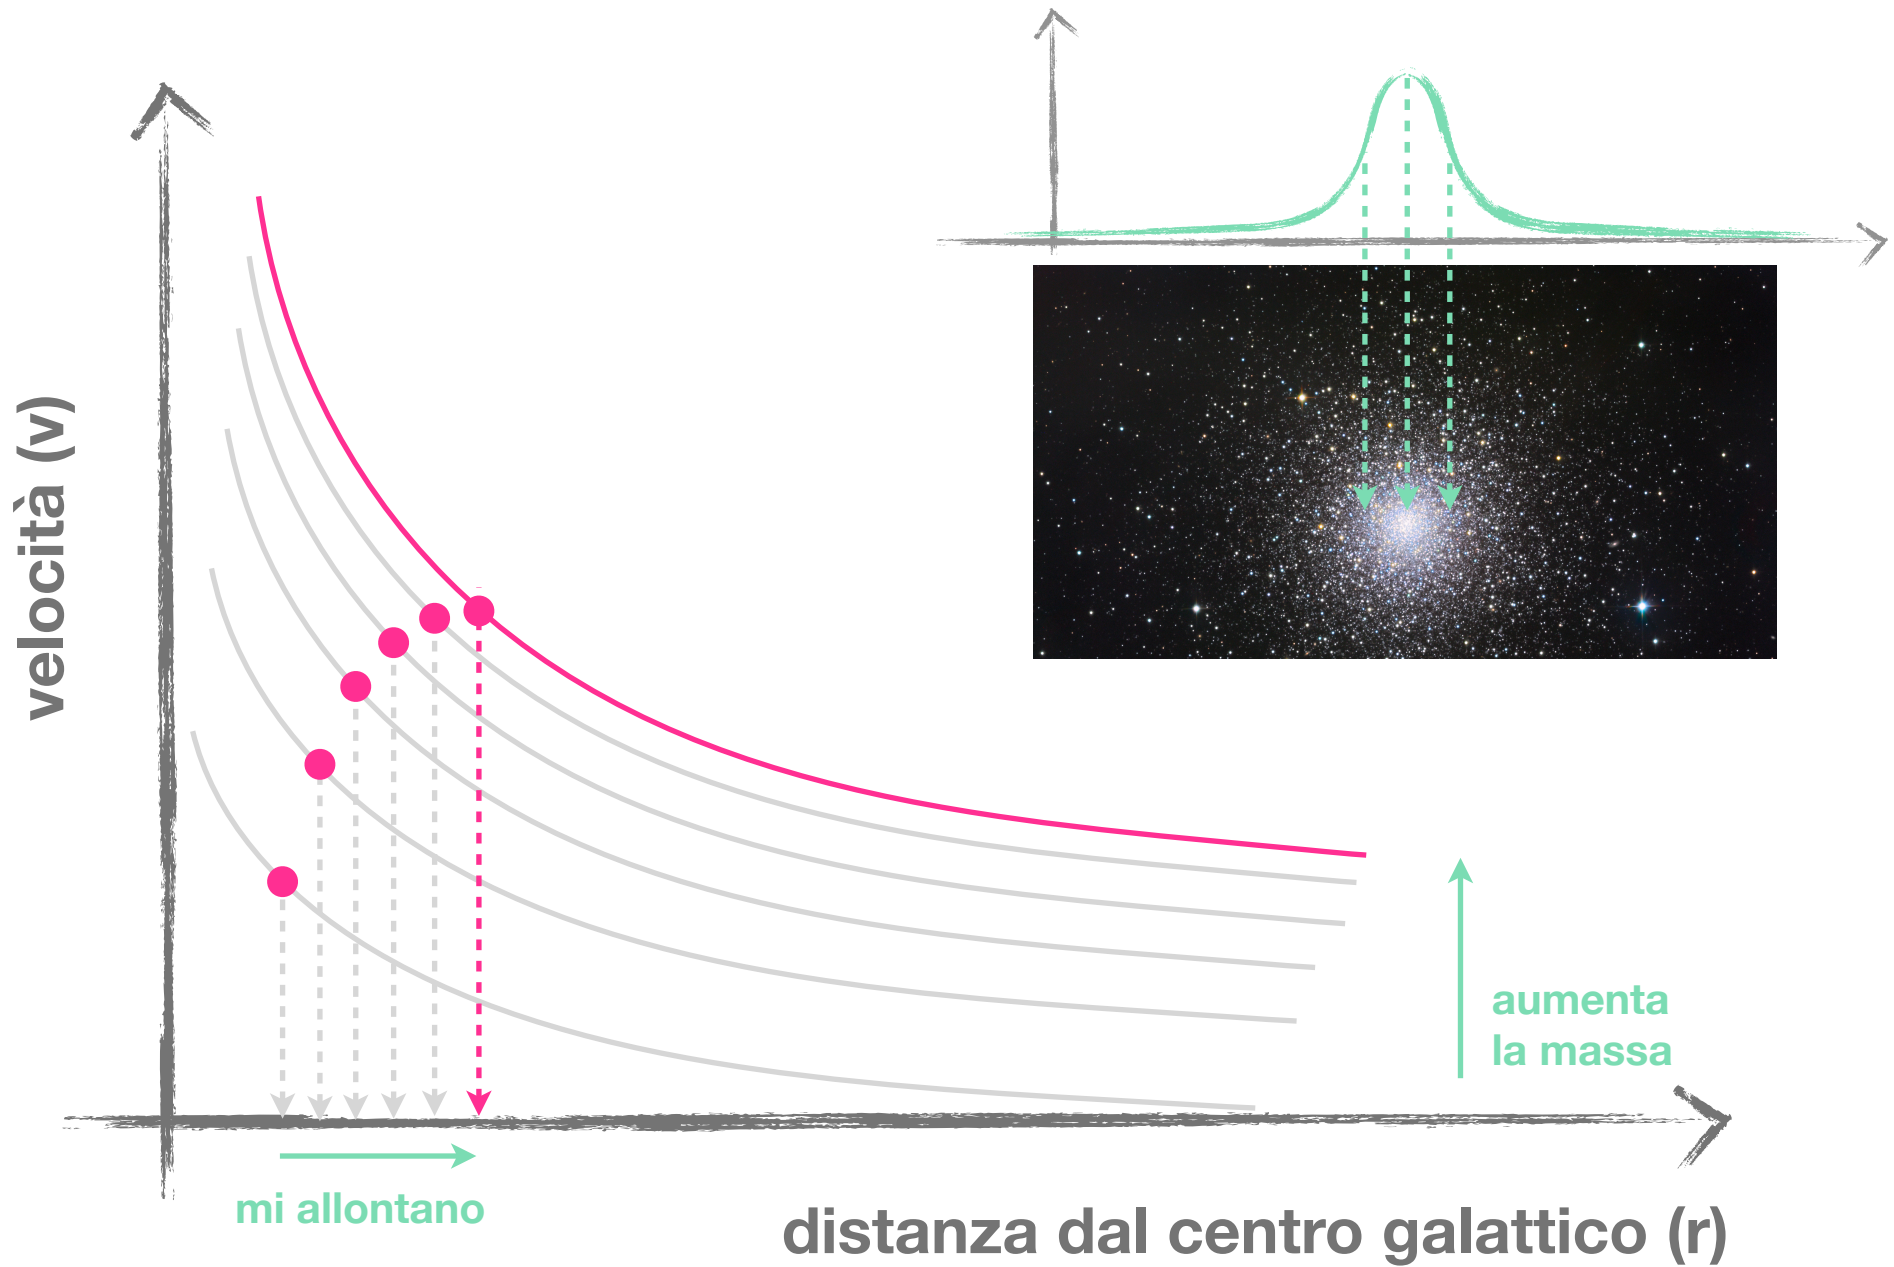 velocità (v)
aumenta
la massa
mi allontano
distanza dal centro galattico (r)